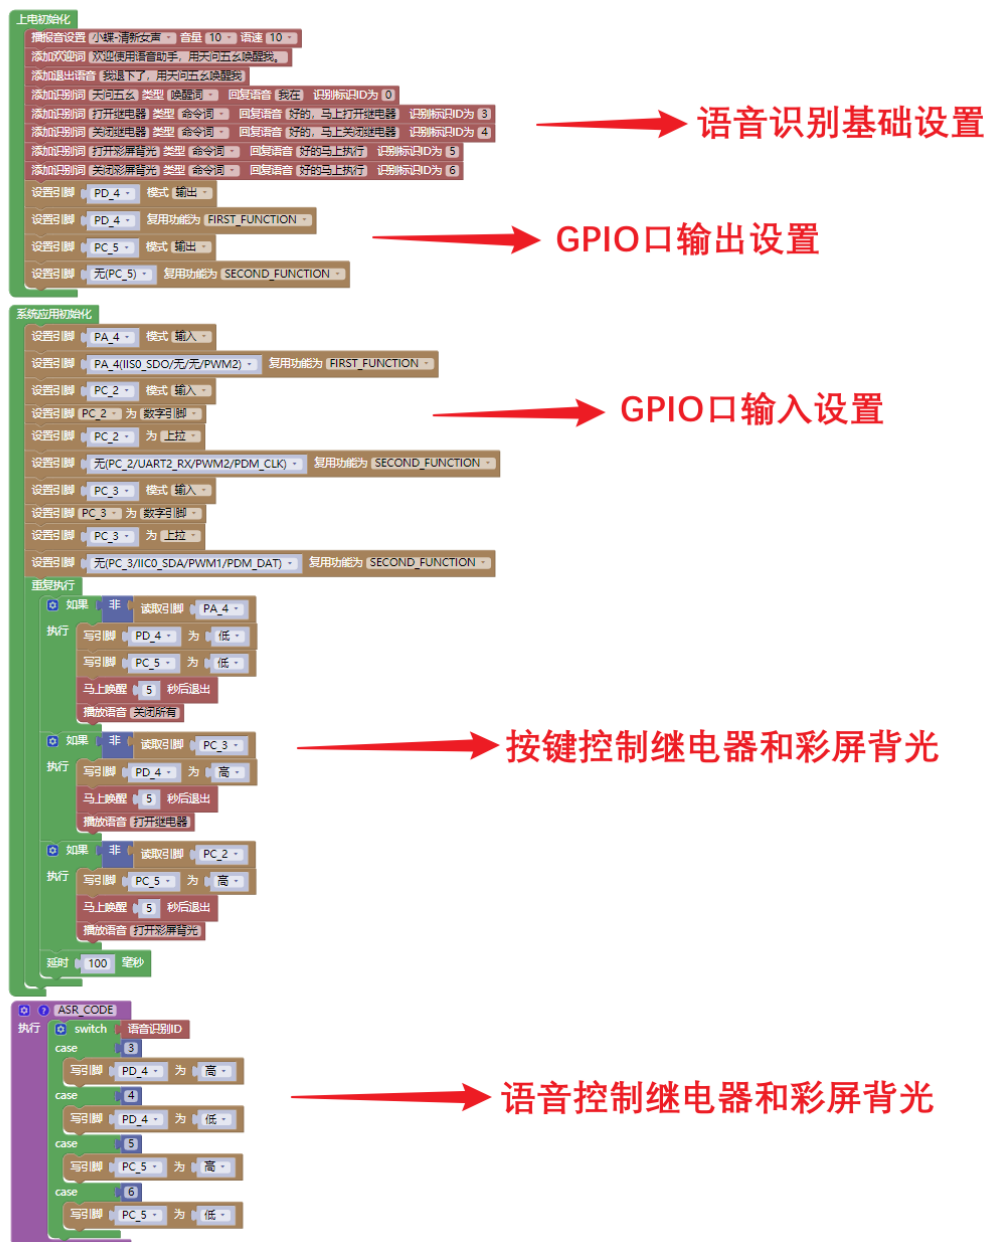 上电初始化
播报音设置 小蝶-清新女声 音量 10 语速 10
添加欢迎词 欢迎使用语音助手，用天问五幺唤醒我。
添加退出语音 我退下了，用天问五幺唤醒我
添加识别词 天问五幺 类型 唤醒词 回复语音 我在 识别标识ID为 0
添加识别词 打开继电器 类型 命令词 回复语音 好的，马上打开继电器 识别标识ID为 3
添加识别词 关闭继电器 类型 命令词 回复语音 好的，马上关闭继电器 识别标识ID为 4
语音识别基础设置
添加识别词 打开彩屏背光 类型 命令词 回复语音 好的马上执行 识别标识ID为 5
添加识别词 关闭彩屏背光 类型 命令词 回复语音 好的马上执行 识别标识ID为 6
设置引脚 PD_4 模式 输出
设置引脚 PD_4 复用功能为 FIRST_FUNCTION
GPIO口输出设置
设置引脚 PC_5 模式 输出
设置引脚 无(PC_5) 复用功能为 SECOND_FUNCTION
系统应用初始化
设置引脚 PA_4 模式 输入
设置引脚 PA_4(IIS0_SDO/无/无/PWM2) 复用功能为 FIRST_FUNCTION
设置引脚 PC_2 模式 输入
设置引脚 PC_2 为 数字引脚
GPIO口输入设置
设置引脚 PC_2 为 上拉
设置引脚 无(PC_2/UART2_RX/PWM2/PDM_CLK) 复用功能为 SECOND_FUNCTION
设置引脚 PC_3 模式 输入
设置引脚 PC_3 为 数字引脚
设置引脚 PC_3 为 上拉
设置引脚 无(PC_3/IIC0_SDA/PWM1/PDM_DAT) 复用功能为 SECOND_FUNCTION
重复执行
如果 非 读取引脚 PA_4
执行 写引脚 PD_4 为 低
写引脚 PC_5 为 低
马上唤醒 5 秒后退出
播放语音 关闭所有
如果 非 读取引脚 PC_3
按键控制继电器和彩屏背光
执行 写引脚 PD_4 为 高
马上唤醒 5 秒后退出
播放语音 打开继电器
如果 非 读取引脚 PC_2
执行 写引脚 PC_5 为 高
马上唤醒 5 秒后退出
播放语音 打开彩屏背光
延时 100 毫秒
ASR_CODE
执行 switch 语音识别ID
case 3
写引脚 PD_4 为 高
case 4
语音控制继电器和彩屏背光
写引脚 PD_4 为 低
case 5
写引脚 PC_5 为 高
case 6
写引脚 PC_5 为 低